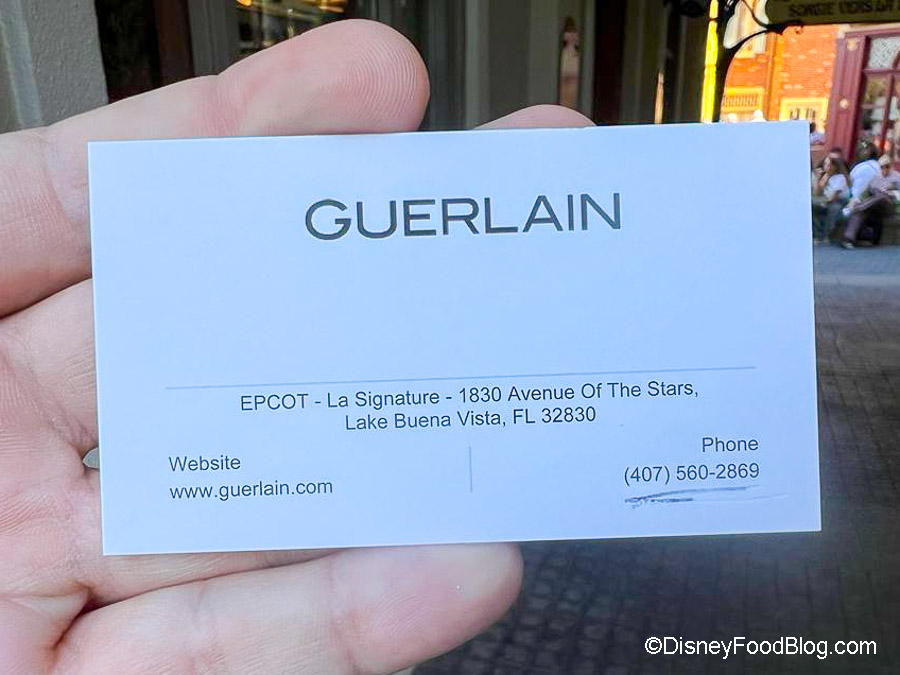 GUERLAIN
EPCOT - La Signature - 1830 Avenue Of The Stars,
Lake Buena Vista, FL 32830
Website
www.guerlain.com
Phone
(407) 560-2869
©DisneyFoodBlog.com